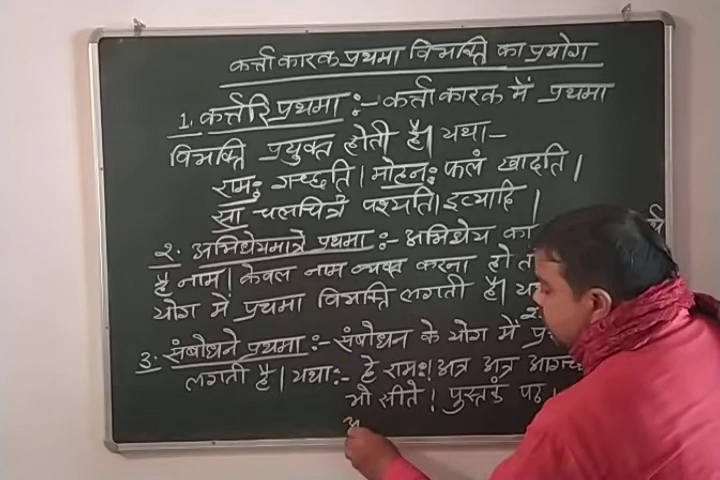 कर्त्ता कारक प्रथमा विभक्ति का प्रयोग
1. कर्त्तरि प्रथमा :- कर्त्ता कारक में प्रथमा
विभक्ति प्रयुक्त होती है। यथा-
रामः गच्छति। मोहनः फलं खादति।
सा चलचित्रं पश्यति। इत्यादि।
२. अभिधेयमात्रे प्रथमा :- अभिधेय का
है नाम। केवल नाम व्यक्त करना हो
योग में प्रथमा विभक्ति लगती है।
3. संबोधने प्रथमा :- संबोधन के योग में
लगती है। यथा:- हे रामः! अत्र अत्र
भो सीते! पुस्तकं पठ।